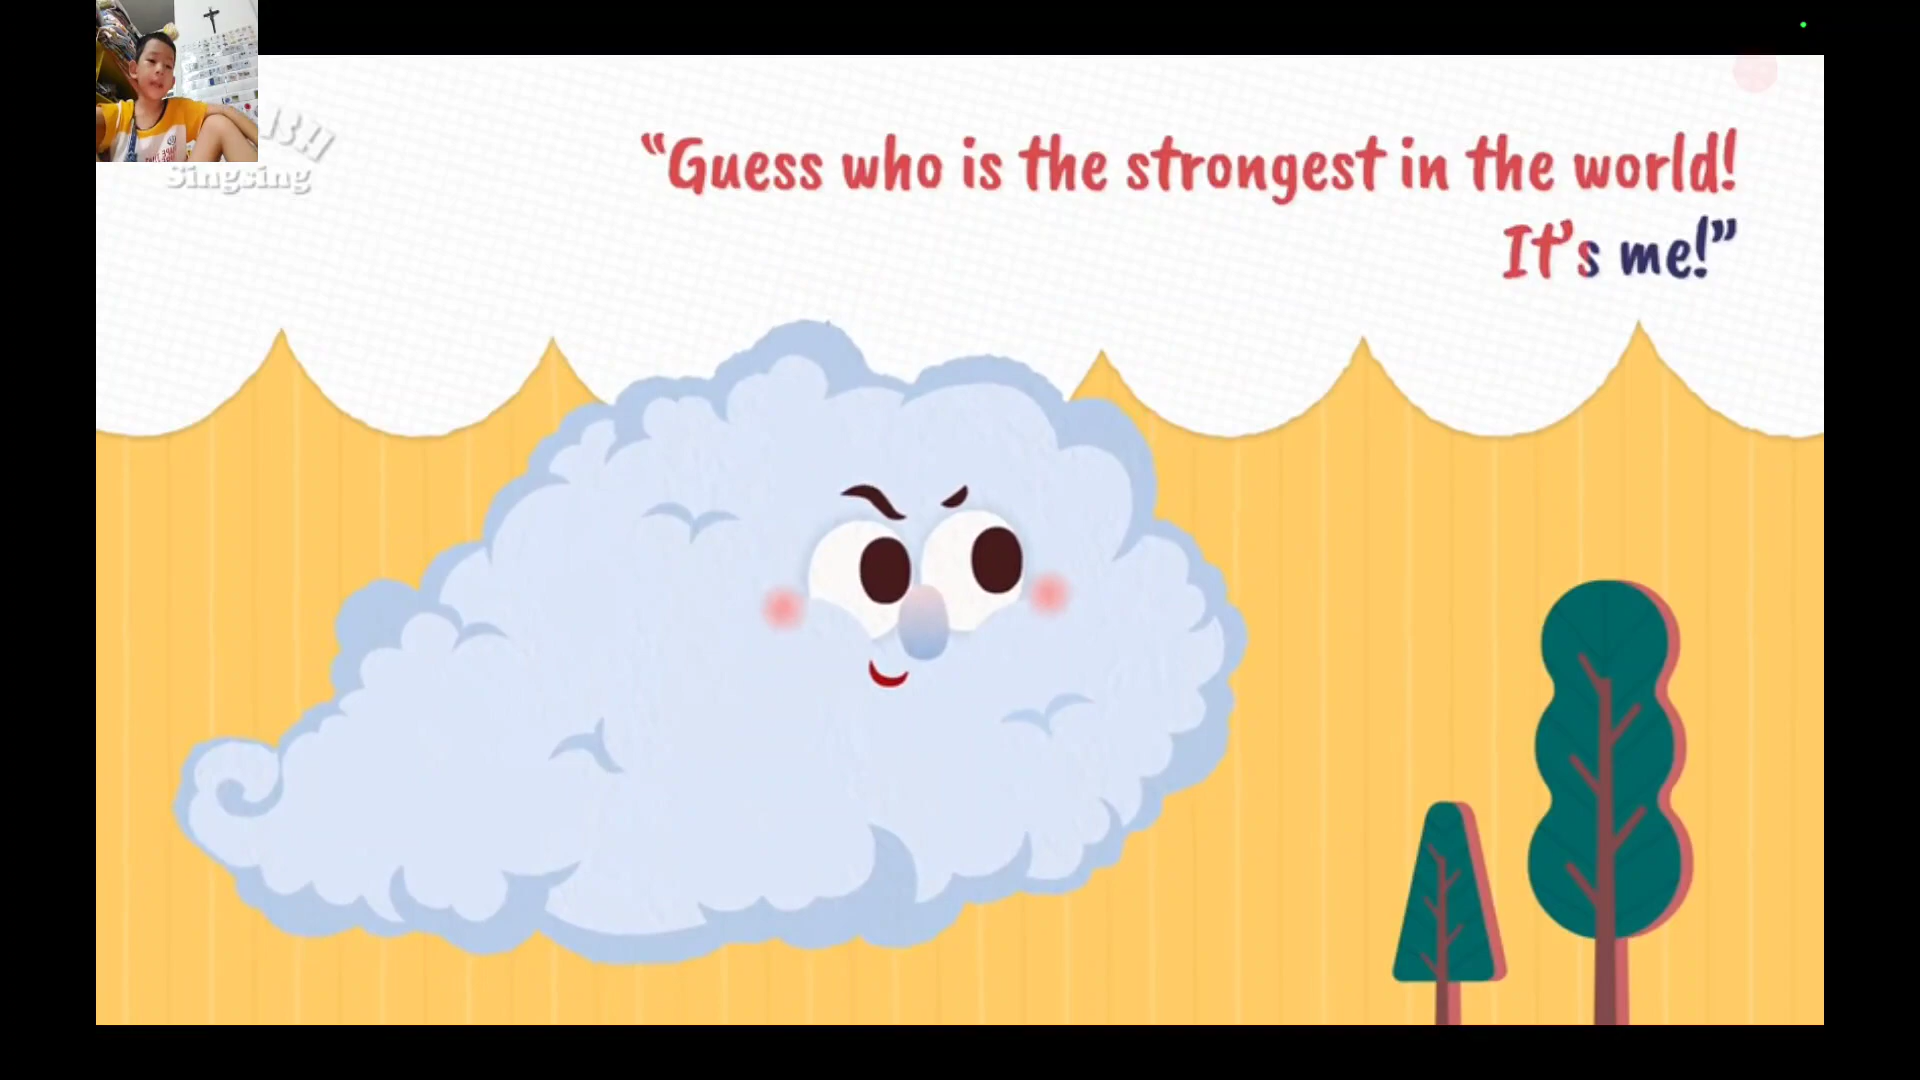 Singsing
“Guess who is the strongest in the world!
It’s me!”